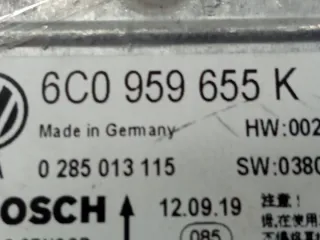 6C0 959 655 K
Made in Germany HW:002
A 0 285 013 115 SW:0380
BOSCH 12.09.19 注意!
085